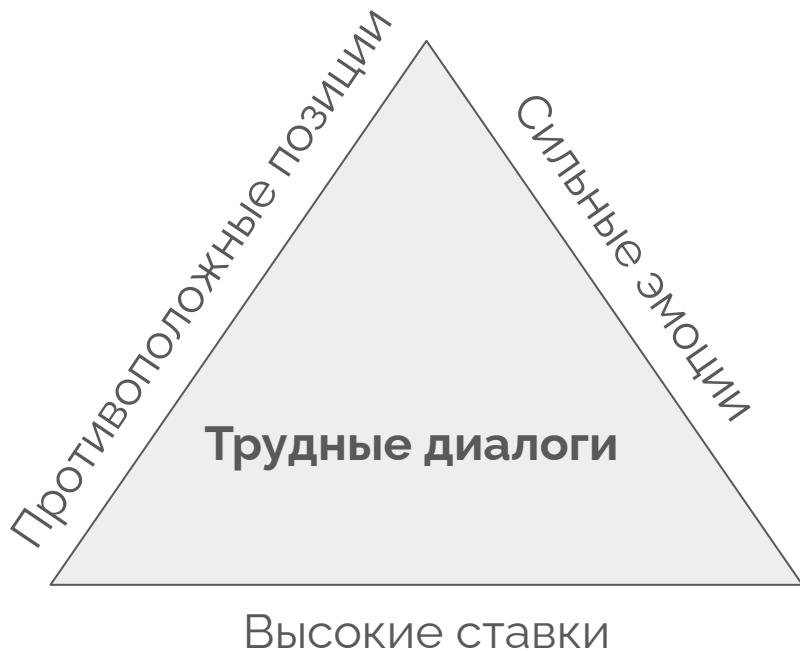 Противоположные позиции
Сильные эмоции
Трудные диалоги
Высокие ставки